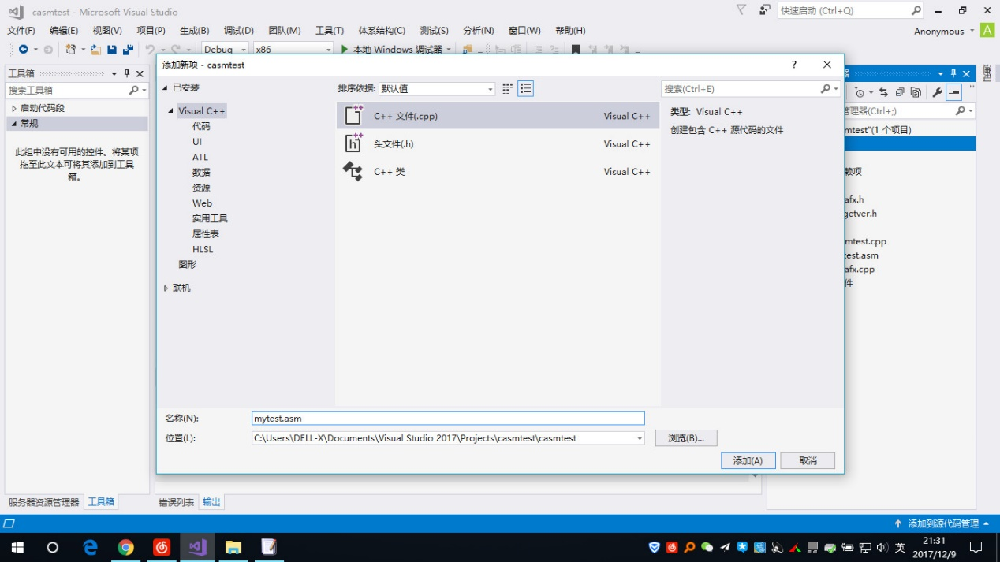 casmtest - Microsoft Visual Studio
快速启动 (Ctrl+Q)
文件(F) 编辑(E) 视图(V) 项目(P) 生成(B) 调试(D) 团队(M) 工具(T) 体系结构(C) 测试(S) 分析(N) 窗口(W) 帮助(H)
Anonymous A
Debug x86 本地 Windows 调试器
工具箱
搜索工具箱
启动代码段
常规
此组中没有可用的控件。将某项
拖至此文本可将其添加到工具
箱。
添加新项 - casmtest
?
已安装
Visual C++
代码
UI
ATL
数据
资源
Web
实用工具
属性表
HLSL
图形
联机
排序依据: 默认值
C++ 文件(.cpp) Visual C++
头文件(.h) Visual C++
C++ 类 Visual C++
搜索(Ctrl+E)
类型: Visual C++
创建包含 C++ 源代码的文件
名称(N): mytest.asm
位置(L): C:\Users\DELL-X\Documents\Visual Studio 2017\Projects\casmtest\casmtest
浏览(B)...
添加(A) 取消
管理器(Ctrl+;)
mtest"(1 个项目)
赖项
afx.h
getver.h
mtest.cpp
test.asm
afx.cpp
件
通知
服务器资源管理器 工具箱
错误列表 输出
添加到源代码管理
英
21:31
2017/12/9